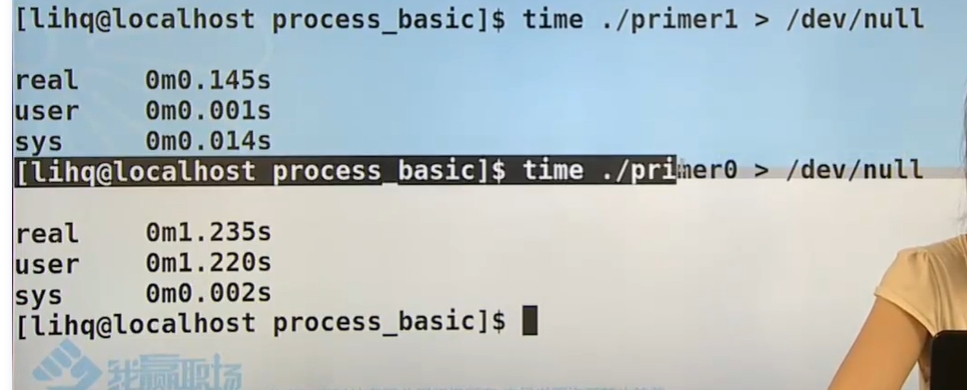 [lihq@localhost process_basic]$ time ./primer1 > /dev/null
real 0m0.145s
user 0m0.001s
sys 0m0.014s
[lihq@localhost process_basic]$ time ./primer0 > /dev/null
real 0m1.235s
user 0m1.220s
sys 0m0.002s
[lihq@localhost process_basic]$
我赢职场